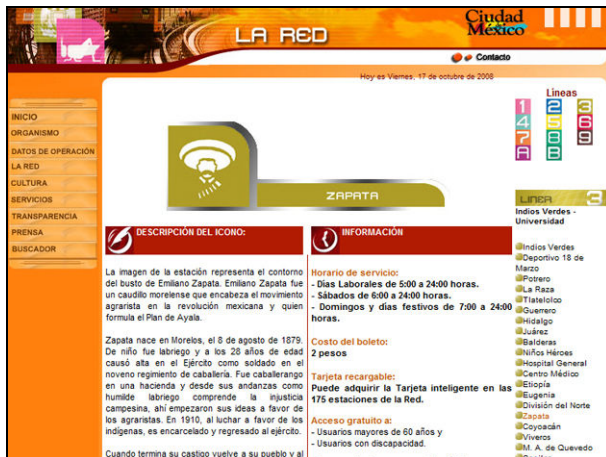 LA RED
Ciudad
México
Contacto
Hoy es Viernes, 17 de octubre de 2008
INICIO
ORGANISMO
DATOS DE OPERACIÓN
LA RED
CULTURA
SERVICIOS
TRANSPARENCIA
PRENSA
BUSCADOR
ZAPATA
DESCRIPCIÓN DEL ICONO:
La imagen de la estación representa el contorno
del busto de Emiliano Zapata. Emiliano Zapata fue
un caudillo morelense que encabeza el movimiento
agrarista en la revolución mexicana y quien
formula el Plan de Ayala.
Zapata nace en Morelos, el 8 de agosto de 1879.
De niño fue labriego y a los 28 años de edad
causó alta en el Ejército como soldado en el
noveno regimiento de caballería. Fue caballerango
en una hacienda y desde sus andanzas como
humilde labriego comprende la injusticia
campesina, ahí empezaron sus ideas a favor de
los agraristas. En 1910, al luchar a favor de los
indígenas, es encarcelado y regresado al ejército.
Cuando termina su castigo vuelve a su pueblo y al
INFORMACIÓN
Horario de servicio:
- Días Laborales de 5:00 a 24:00 horas.
- Sábados de 6:00 a 24:00 horas.
- Domingos y días festivos de 7:00 a 24:00
horas.
Costo del boleto:
2 pesos
Tarjeta recargable:
Puede adquirir la Tarjeta inteligente en las
175 estaciones de la Red.
Acceso gratuito a:
- Usuarios mayores de 60 años y
- Usuarios con discapacidad.
Lineas
1 2 3
4 5 6
7 8 9
A B
LINEA 3
Indios Verdes -
Universidad
Indios Verdes
Deportivo 18 de
Marzo
Potrero
La Raza
Tlatelolco
Guerrero
Hidalgo
Juárez
Balderas
Niños Héroes
Hospital General
Centro Médico
Etiopía
Eugenia
División del Norte
Zapata
Coyoacán
Viveros
M. A. de Quevedo